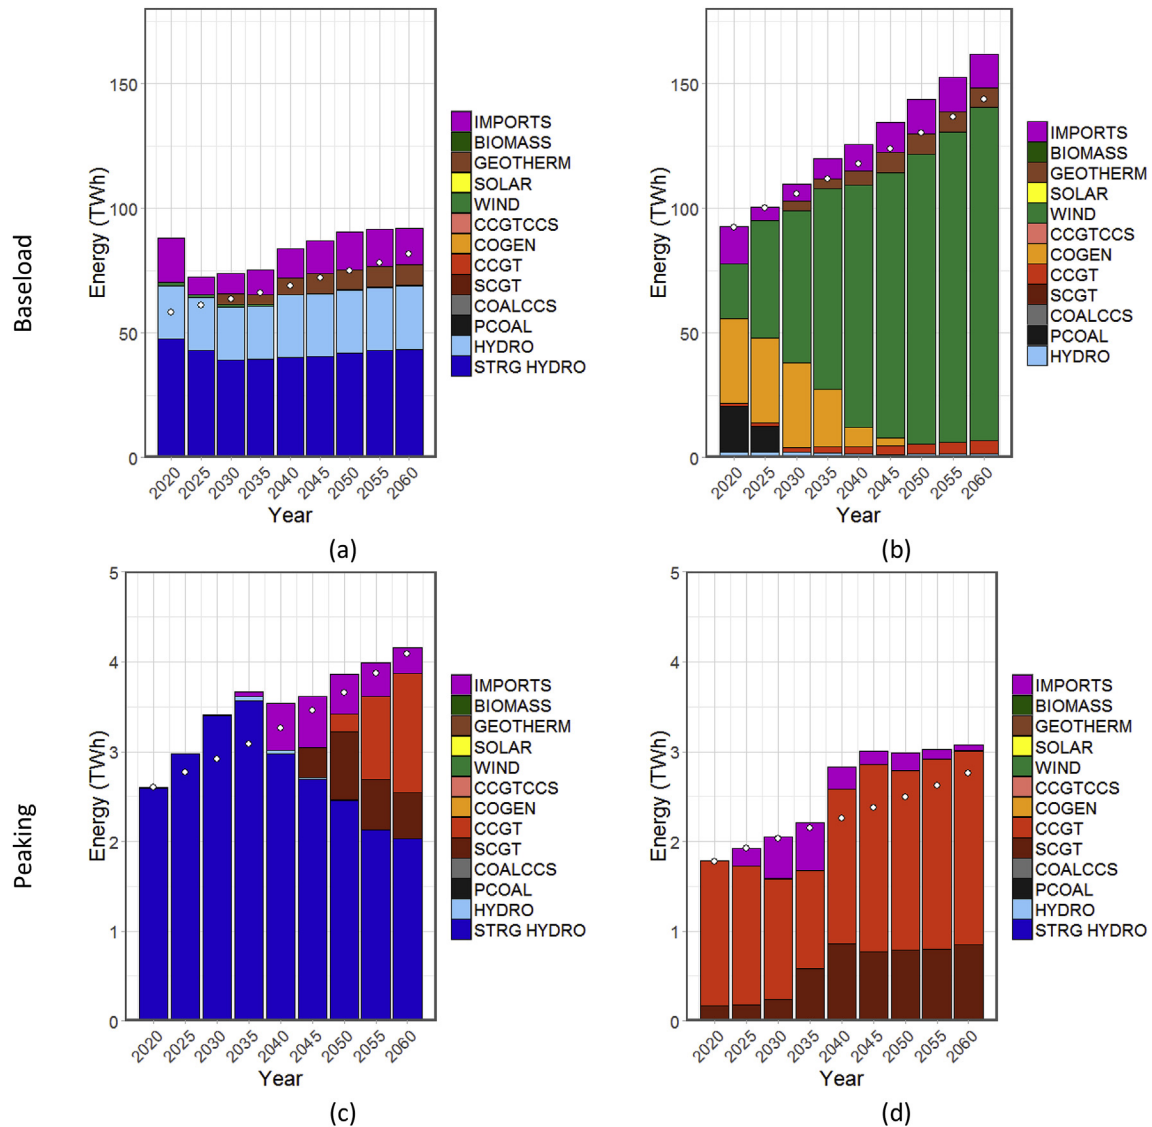 Baseload
Energy (TWh)
150
100
50
0
2020 2025 2030 2035 2040 2045 2050 2055 2060
Year
IMPORTS
BIOMASS
GEOTHERM
SOLAR
WIND
CCGTCCS
COGEN
CCGT
SCGT
COALCCS
PCOAL
HYDRO
STRG HYDRO
(a)
Energy (TWh)
150
100
50
0
2020 2025 2030 2035 2040 2045 2050 2055 2060
Year
IMPORTS
BIOMASS
GEOTHERM
SOLAR
WIND
CCGTCCS
COGEN
CCGT
SCGT
COALCCS
PCOAL
HYDRO
(b)
Peaking
Energy (TWh)
5
4
3
2
1
0
2020 2025 2030 2035 2040 2045 2050 2055 2060
Year
IMPORTS
BIOMASS
GEOTHERM
SOLAR
WIND
CCGTCCS
COGEN
CCGT
SCGT
COALCCS
PCOAL
HYDRO
STRG HYDRO
(c)
Energy (TWh)
5
4
3
2
1
0
2020 2025 2030 2035 2040 2045 2050 2055 2060
Year
IMPORTS
BIOMASS
GEOTHERM
SOLAR
WIND
CCGTCCS
COGEN
CCGT
SCGT
COALCCS
PCOAL
HYDRO
STRG HYDRO
(d)